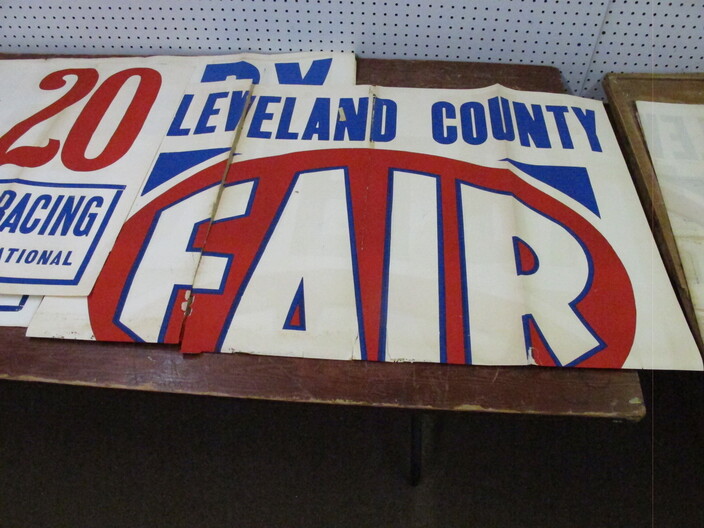 20
RACING
ATIONAL
LEVELAND COUNTY
FAIR